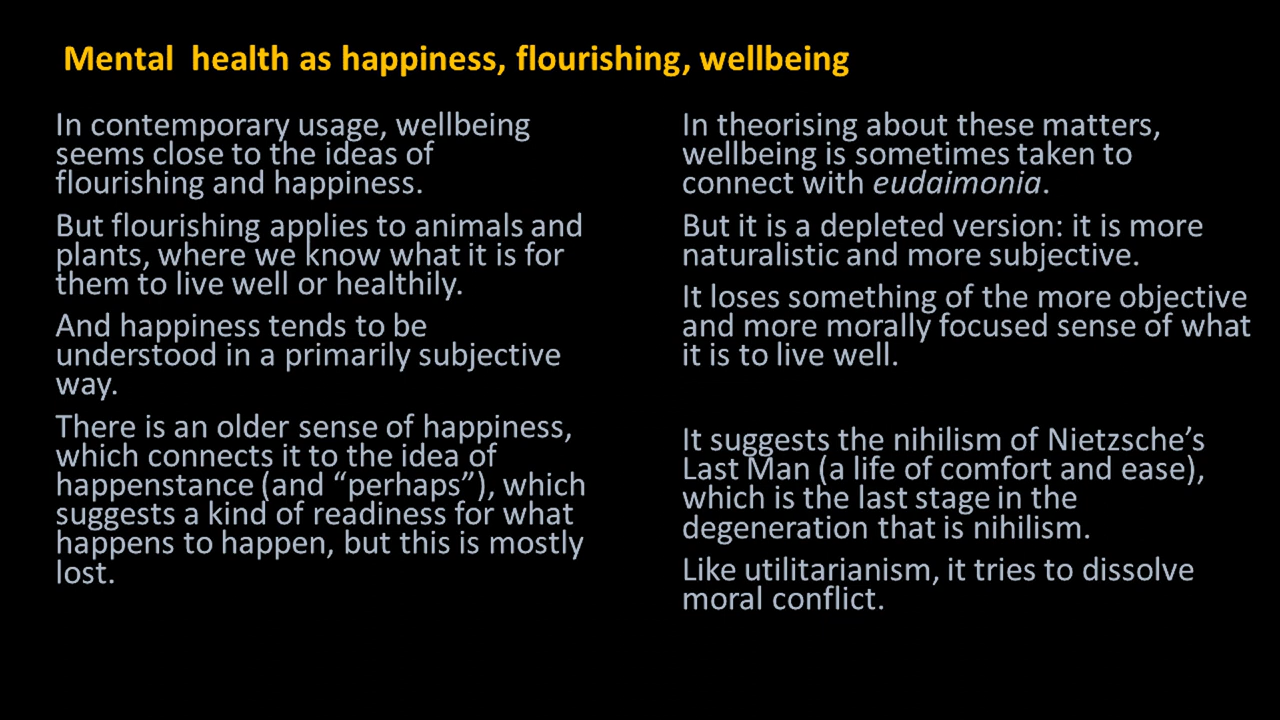 Mental  health as happiness, flourishing, wellbeing
In contemporary usage, wellbeing
seems close to the ideas of
flourishing and happiness.
But flourishing applies to animals and
plants, where we know what it is for
them to live well or healthily.
And happiness tends to be
understood in a primarily subjective
way.
There is an older sense of happiness,
which connects it to the idea of
happenstance (and “perhaps”), which
suggests a kind of readiness for what
happens to happen, but this is mostly
lost.
In theorising about these matters,
wellbeing is sometimes taken to
connect with eudaimonia.
But it is a depleted version: it is more
naturalistic and more subjective.
It loses something of the more objective
and more morally focused sense of what
it is to live well.
It suggests the nihilism of Nietzsche’s
Last Man (a life of comfort and ease),
which is the last stage in the
degeneration that is nihilism.
Like utilitarianism, it tries to dissolve
moral conflict.